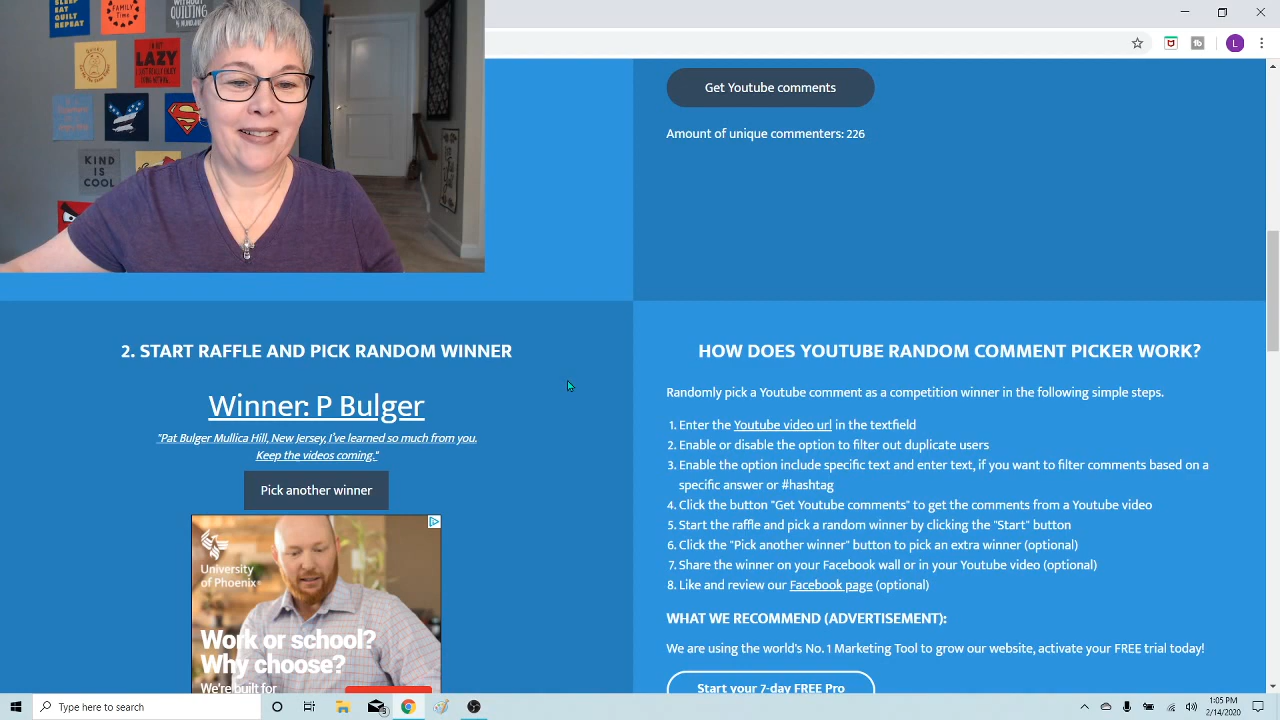 EAT
QUILT
REPEAT
FAMILY
Time
WITHOUT
QUILTING
LAZY
KIND
IS
COOL
L
Get Youtube comments
Amount of unique commenters: 226
2. START RAFFLE AND PICK RANDOM WINNER
Winner: P Bulger
"Pat Bulger Mullica Hill, New Jersey, I've learned so much from you.
Keep the videos coming."
Pick another winner
University
of Phoenix
Work or school?
Why choose?
We're built for
HOW DOES YOUTUBE RANDOM COMMENT PICKER WORK?
Randomly pick a Youtube comment as a competition winner in the following simple steps.
1. Enter the Youtube video url in the textfield
2. Enable or disable the option to filter out duplicate users
3. Enable the option include specific text and enter text, if you want to filter comments based on a
specific answer or #hashtag
4. Click the button "Get Youtube comments" to get the comments from a Youtube video
5. Start the raffle and pick a random winner by clicking the "Start" button
6. Click the "Pick another winner" button to pick an extra winner (optional)
7. Share the winner on your Facebook wall or in your Youtube video (optional)
8. Like and review our Facebook page (optional)
WHAT WE RECOMMEND (ADVERTISEMENT):
We are using the world's No. 1 Marketing Tool to grow our website, activate your FREE trial today!
Start your 7-day FREE Pro
Type here to search
1:05 PM
2/14/2020